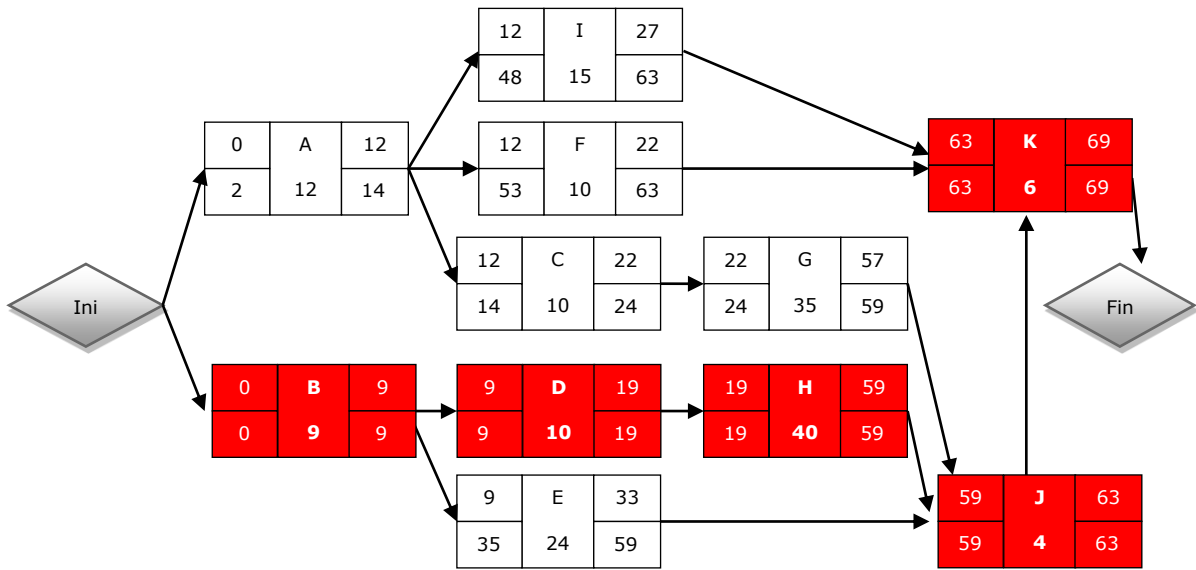 12 I 27
48 15 63
0 A 12
2 12 14
12 F 22
53 10 63
63 K 69
63 6 69
12 C 22
14 10 24
22 G 57
24 35 59
Ini
Fin
0 B 9
0 9 9
9 D 19
9 10 19
19 H 59
19 40 59
9 E 33
35 24 59
59 J 63
59 4 63